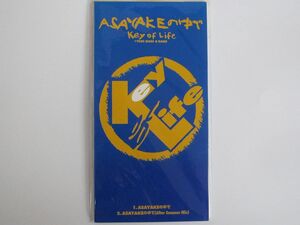 ASAYAKEの中で
Key of Life
Key
of
Life
1. ASAYAKEの中で
2. ASAYAKEの中で(After Summer Mix)